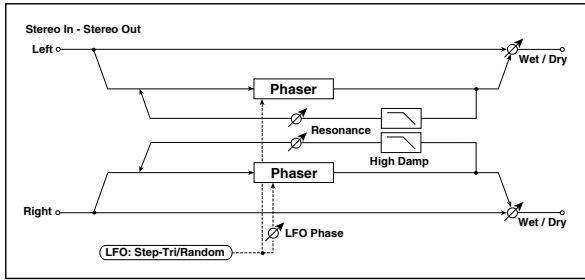 Stereo In - Stereo Out
Left
Wet / Dry
Phaser
Resonance
High Damp
Phaser
Right
Wet / Dry
LFO Phase
LFO: Step-Tri/Random